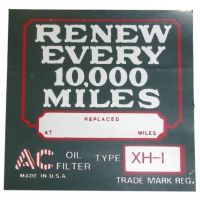 RENEW
EVERY
10,000
MILES
REPLACED
AT MILES
AC OIL FILTER TYPE XH-1
MADE IN U.S.A.
TRADE MARK REG.